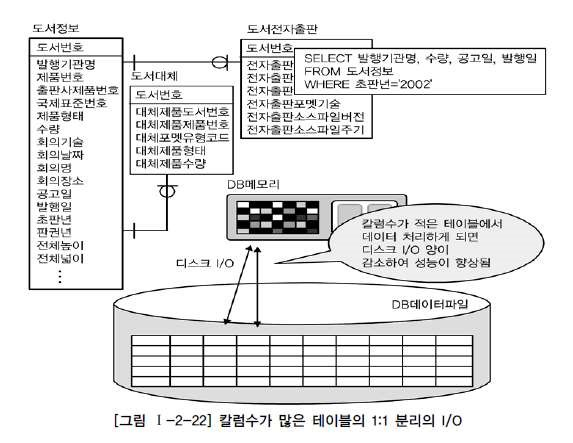 도서정보
도서번호
발행기관명
제품번호
출판사제품번호
국제표준번호
제품형태
수량
회의기술
회의날짜
회의명
회의장소
공고일
발행일
초판년
판권년
전체높이
전체넓이
도서대체
도서번호
대체제품도서번호
대체제품제품번호
대체포맷유형코드
대체제품형태
대체제품수량
도서전자출판
도서번호
전자출판
전자출판
전자출판
전자출판포멧기술
전자출판소스파일버전
전자출판소스파일주기
SELECT 발행기관명, 수량, 공고일, 발행일
FROM 도서정보
WHERE 초판년='2002'
DB메모리
칼럼수가 적은 테이블에서
데이터 처리하게 되면
디스크 I/O 양이
감소하여 성능이 향상됨
디스크 I/O
DB데이터파일
[그림 Ⅰ-2-22] 칼럼수가 많은 테이블의 1:1 분리의 I/O